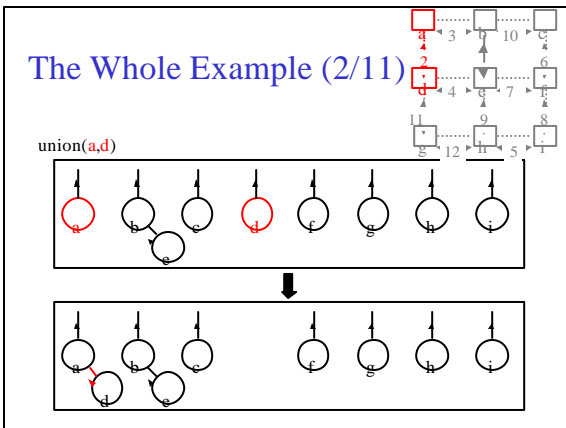 The Whole Example (2/11)
a 3 b 10 c
2 6
d 4 e 7 f
11 9 8
g 12 h 5 i
union(a,d)
a b c d f g h i
e
a b c f g h i
d e